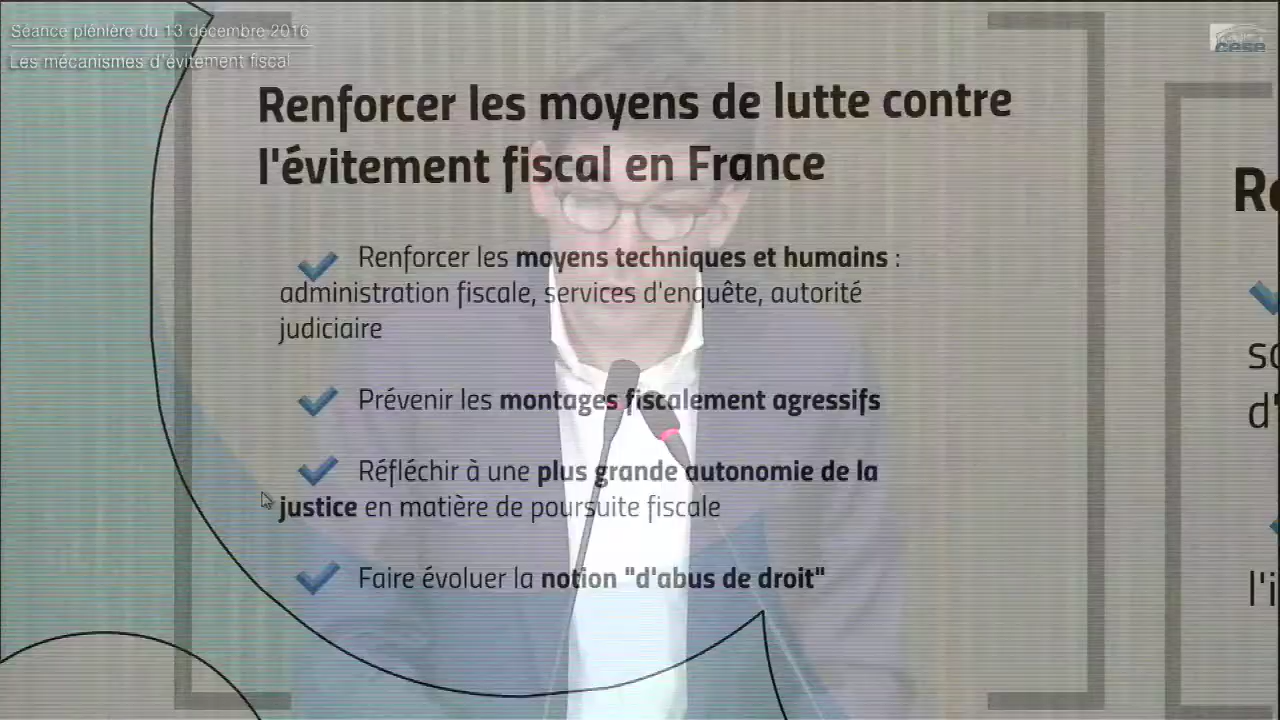 Séance plénière du 13 décembre 2016
Les mécanismes d'évitement fiscal
cese
Renforcer les moyens de lutte contre
l'évitement fiscal en France
Renforcer les moyens techniques et humains :
administration fiscale, services d'enquête, autorité
judiciaire
Prévenir les montages fiscalement agressifs
Réfléchir à une plus grande autonomie de la
justice en matière de poursuite fiscale
Faire évoluer la notion "d'abus de droit"